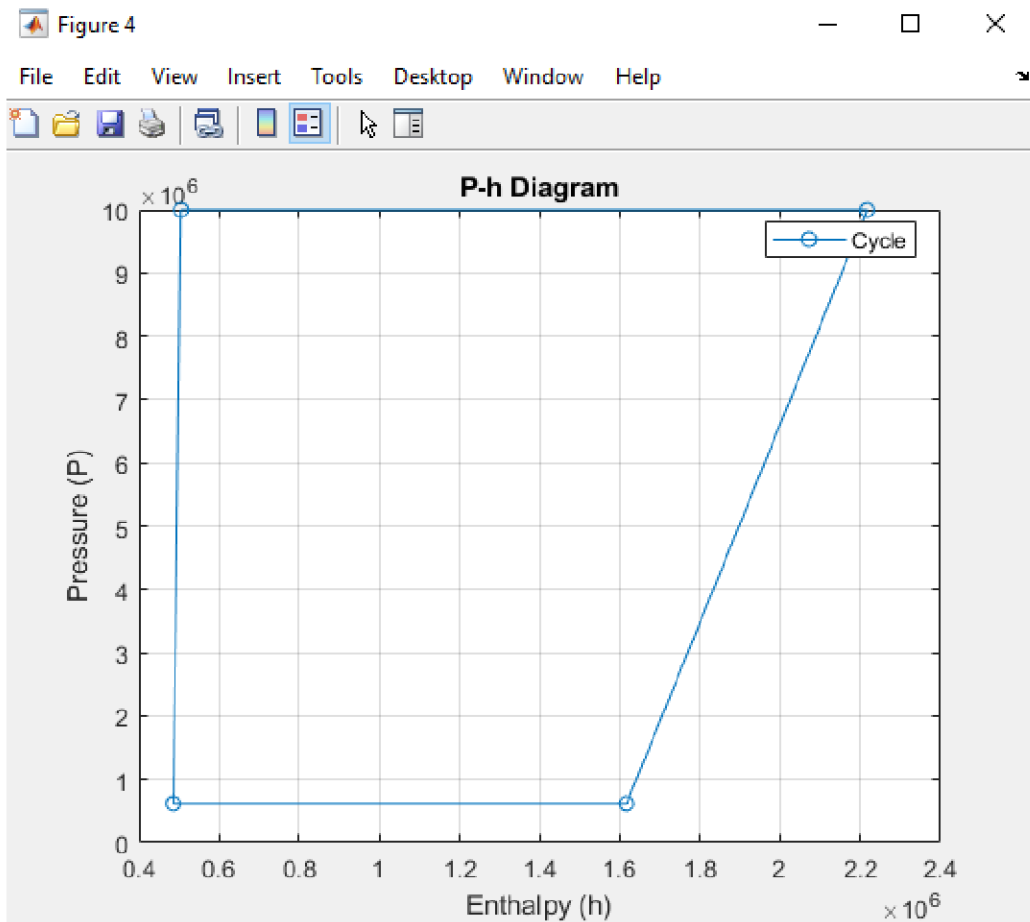 Figure 4
File Edit View Insert Tools Desktop Window Help
P-h Diagram
× 10^6
10
9
8
7
6
5
4
3
2
1
0
Pressure (P)
Cycle
0.4 0.6 0.8 1 1.2 1.4 1.6 1.8 2 2.2 2.4
Enthalpy (h)
× 10^6